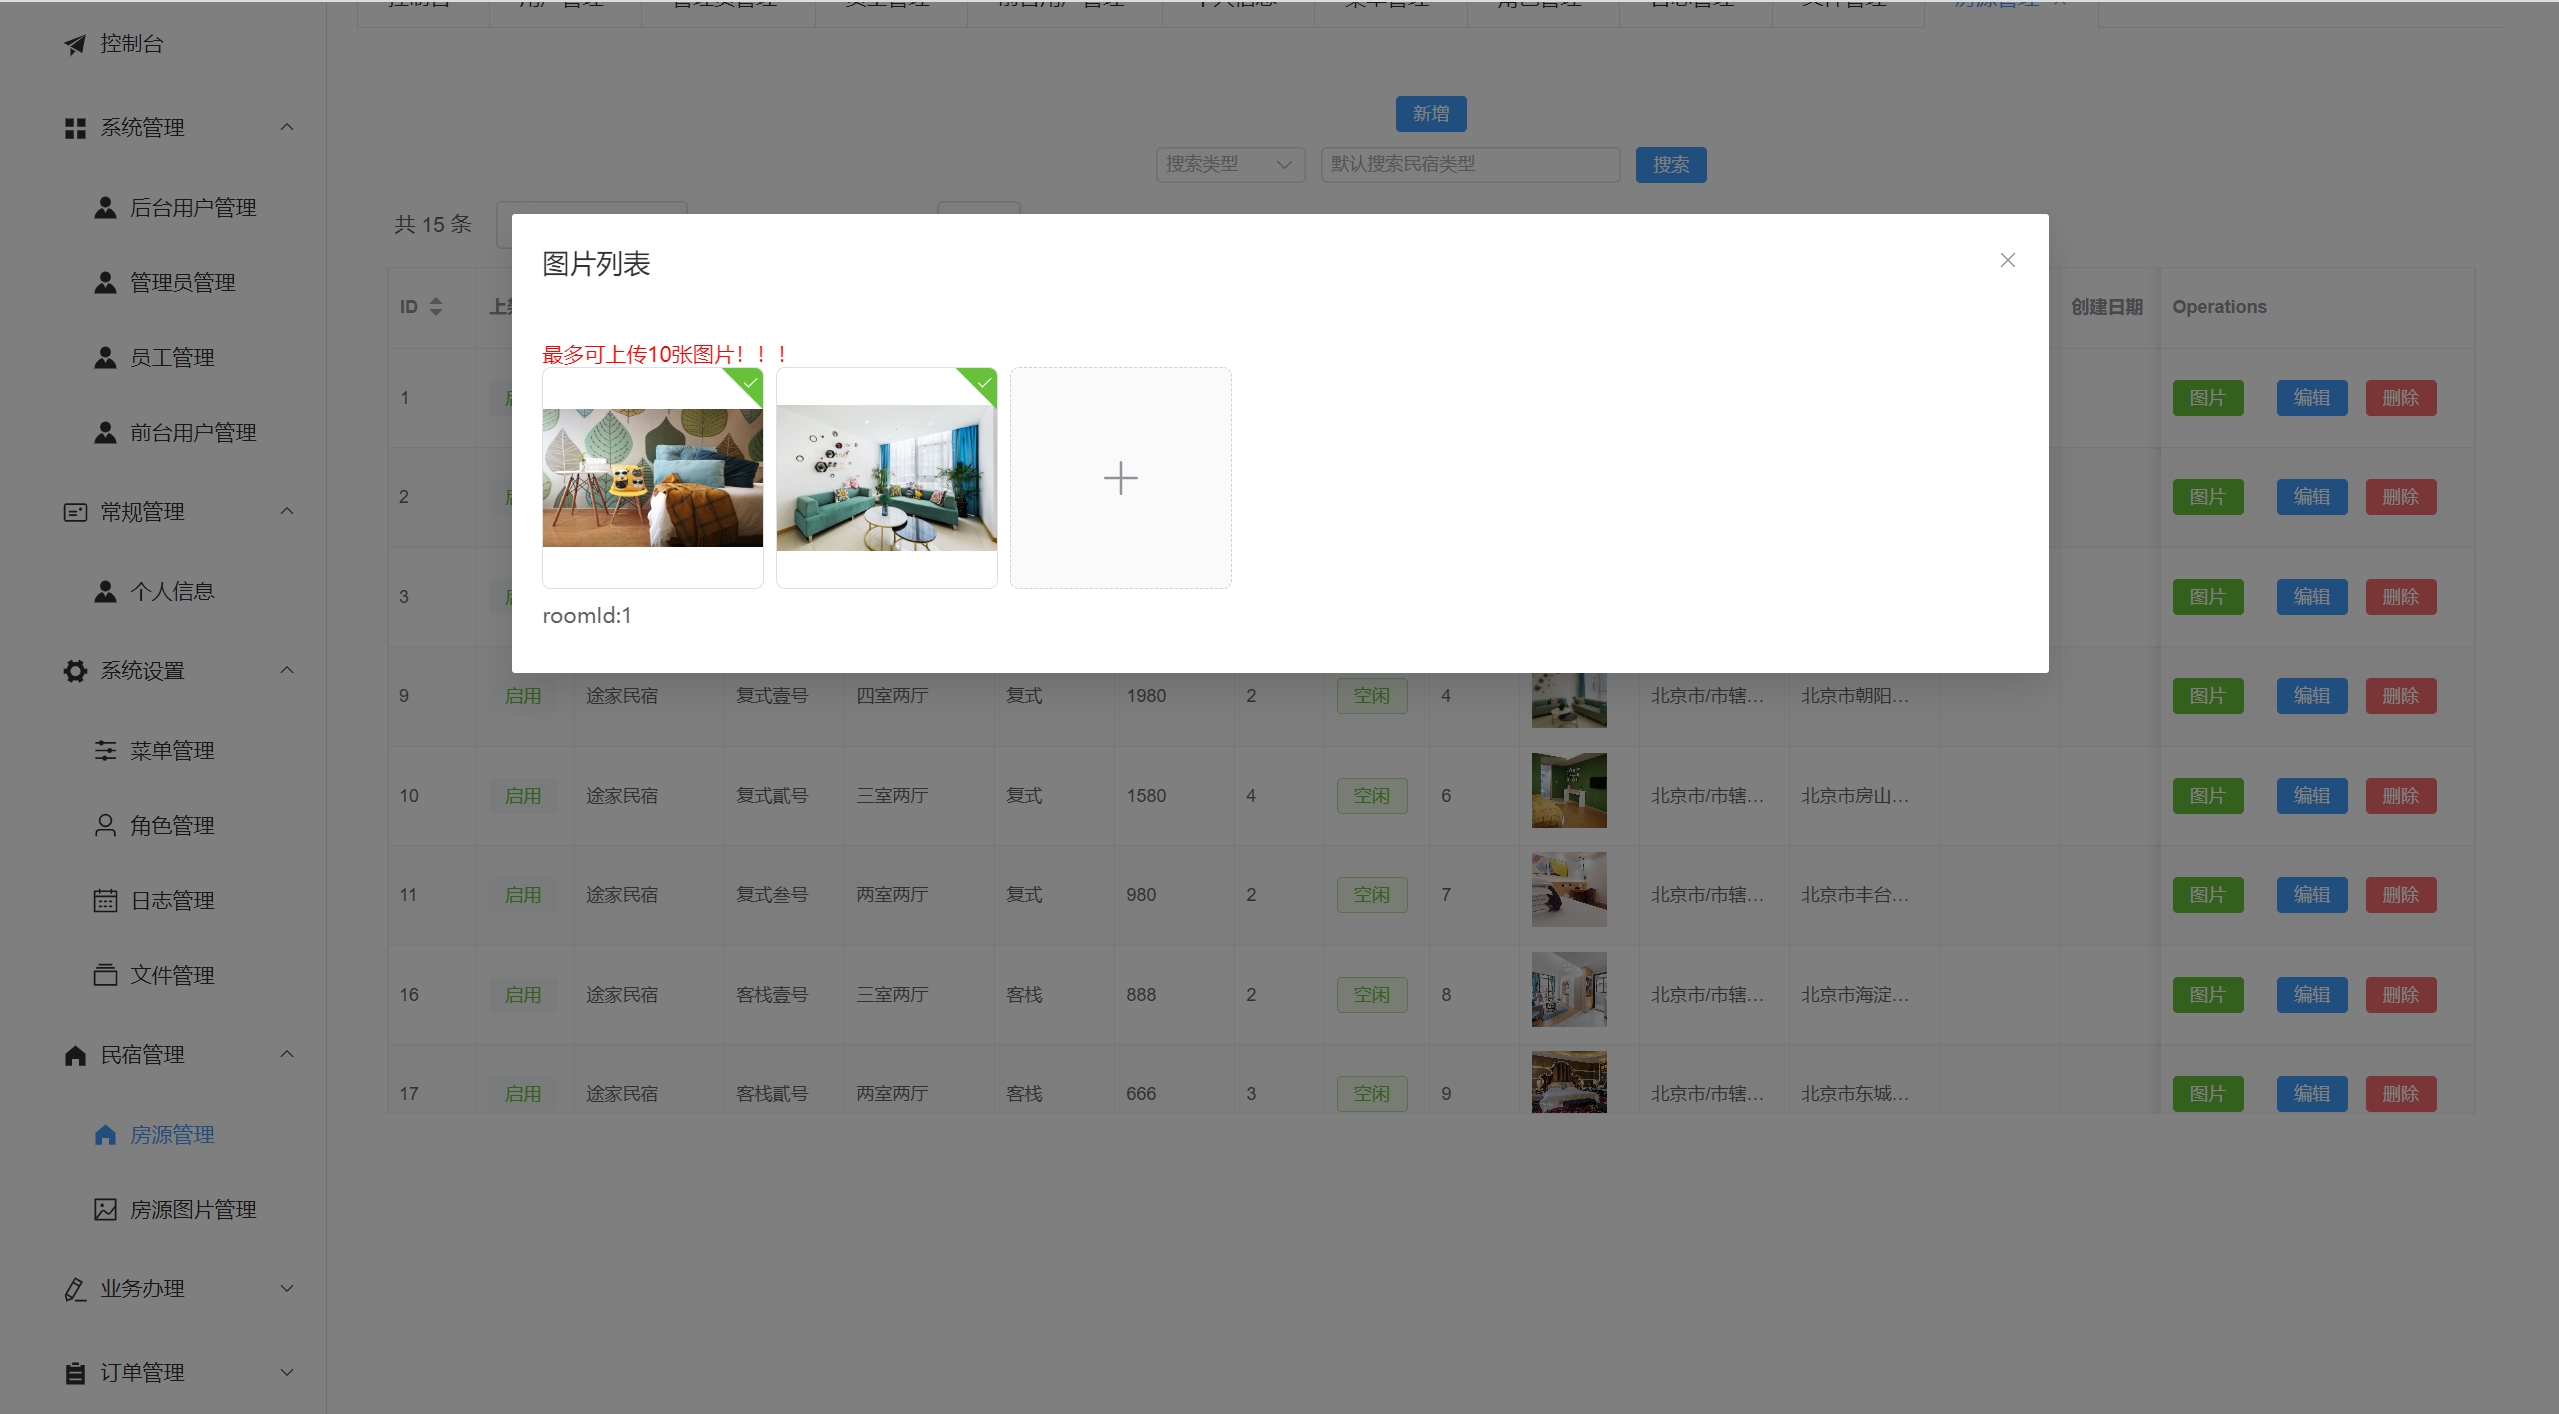 控制台
系统管理
后台用户管理
管理员管理
员工管理
前台用户管理
常规管理
个人信息
系统设置
菜单管理
角色管理
日志管理
文件管理
民宿管理
房源管理
房源图片管理
业务办理
订单管理
新增
搜索类型 默认搜索民宿类型 搜索
共 15 条
图片列表
最多可上传10张图片！！！
roomId:1
ID 创建日期 Operations
1 图片 编辑 删除
2 图片 编辑 删除
3 图片 编辑 删除
9 启用 途家民宿 复式壹号 四室两厅 复式 1980 2 空闲 4 北京市/市辖... 北京市朝阳... 图片 编辑 删除
10 启用 途家民宿 复式贰号 三室两厅 复式 1580 4 空闲 6 北京市/市辖... 北京市房山... 图片 编辑 删除
11 启用 途家民宿 复式叁号 两室两厅 复式 980 2 空闲 7 北京市/市辖... 北京市丰台... 图片 编辑 删除
16 启用 途家民宿 客栈壹号 三室两厅 客栈 888 2 空闲 8 北京市/市辖... 北京市海淀... 图片 编辑 删除
17 启用 途家民宿 客栈贰号 两室两厅 客栈 666 3 空闲 9 北京市/市辖... 北京市东城... 图片 编辑 删除